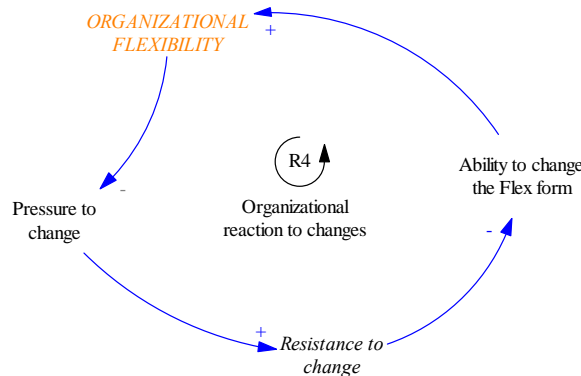 ORGANIZATIONAL
FLEXIBILITY
+
-
R4
Organizational
reaction to changes
Ability to change
the Flex form
-
Pressure to
change
+
Resistance to
change